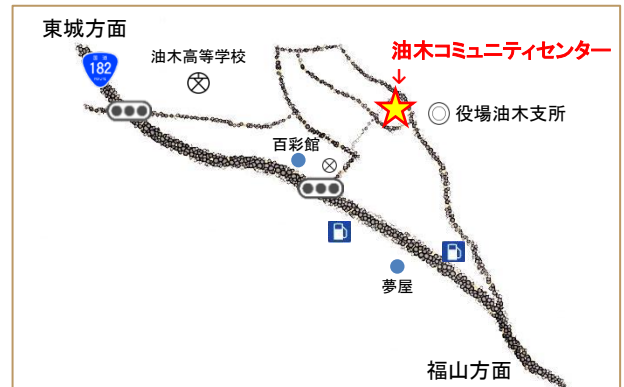 東城方面
182
油木高等学校
油木コミュニティセンター
↓
役場油木支所
百彩館
夢屋
福山方面